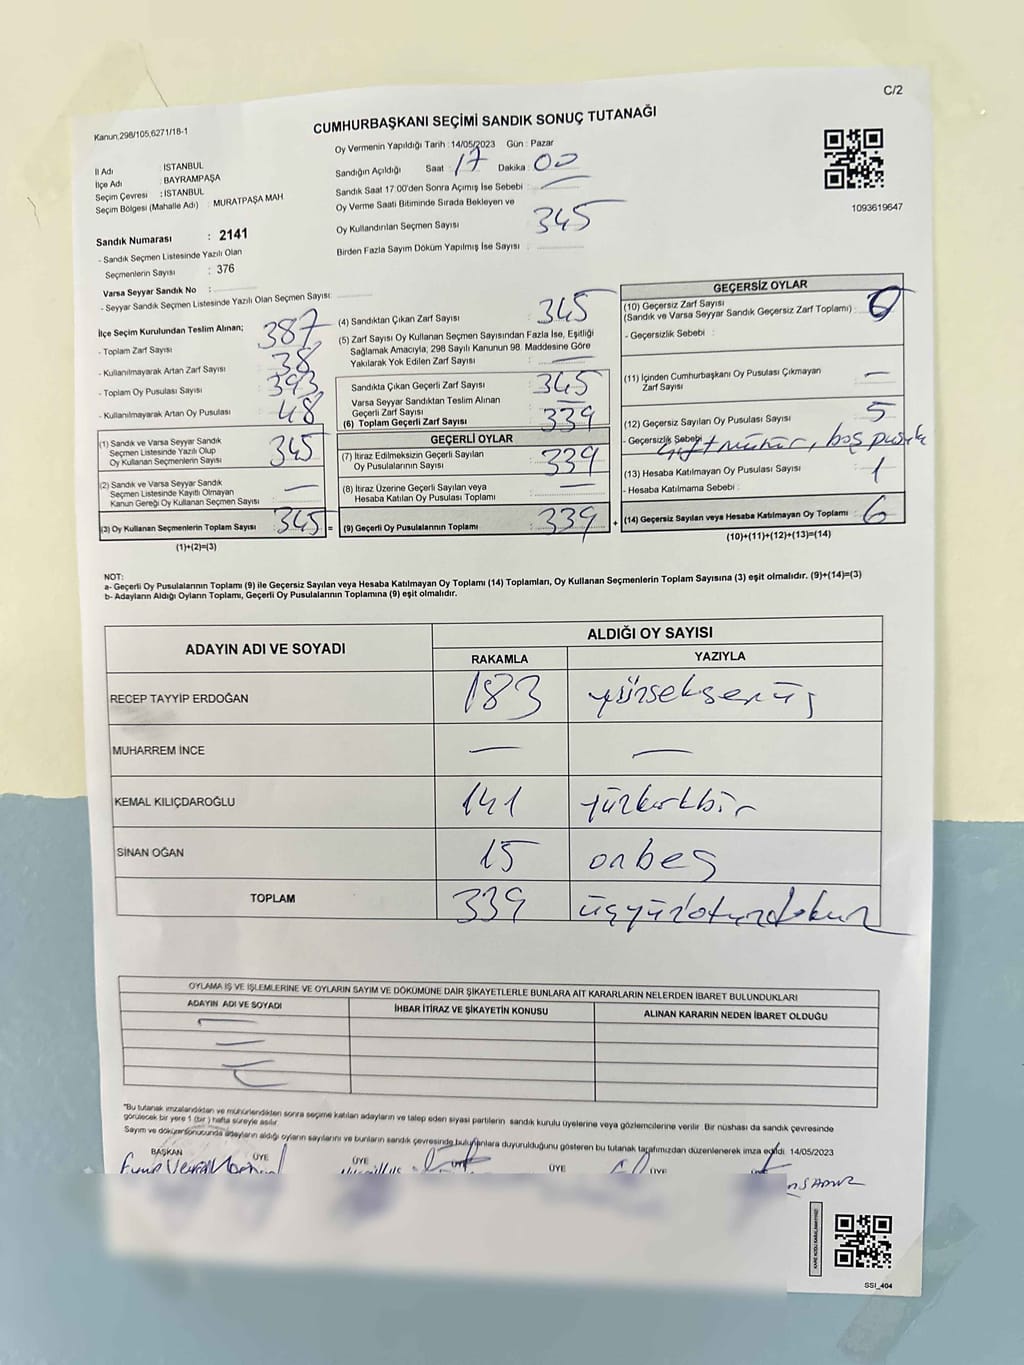 C/2
Kanun,298/105,6271/18-1
CUMHURBAŞKANI SEÇİMİ SANDIK SONUÇ TUTANAĞI
Oy Vermenin Yapıldığı Tarih : 14/05/2023 Gün : Pazar
İl Adı : İSTANBUL
İlçe Adı : BAYRAMPAŞA
Seçim Çevresi : İSTANBUL
Seçim Bölgesi (Mahalle Adı) : MURATPAŞA MAH
Sandığın Açıldığı Saat : 17 Dakika : 00
Sandık Saat 17:00'den Sonra Açımış İse Sebebi :
Oy Verme Saati Bitiminde Sırada Bekleyen ve
Oy Kullandırılan Seçmen Sayısı : 345
Birden Fazla Sayım Döküm Yapılmış İse Sayısı :
1093619647
Sandık Numarası : 2141
- Sandık Seçmen Listesinde Yazılı Olan
Seçmenlerin Sayısı : 376
Varsa Seyyar Sandık No :
- Seyyar Sandık Seçmen Listesinde Yazılı Olan Seçmen Sayısı:
İlçe Seçim Kurulundan Teslim Alınan;
- Toplam Zarf Sayısı : 387
- Kullanılmayarak Artan Zarf Sayısı : 38
- Toplam Oy Pusulası Sayısı : 393
- Kullanılmayarak Artan Oy Pusulası : 48
(1) Sandık ve Varsa Seyyar Sandık
Seçmen Listesinde Yazılı Olup
Oy Kullanan Seçmenlerin Sayısı : 345
(2) Sandık ve Varsa Seyyar Sandık
Seçmen Listesinde Kayıtlı Olmayan
Kanun Gereği Oy Kullanan Seçmen Sayısı : —
(3) Oy Kullanan Seçmenlerin Toplam Sayısı : 345 =
(1)+(2)=(3)
(4) Sandıktan Çıkan Zarf Sayısı : 345
(5) Zarf Sayısı Oy Kullanan Seçmen Sayısından Fazla İse, Eşitliği
Sağlamak Amacıyla, 298 Sayılı Kanunun 98. Maddesine Göre
Yakılarak Yok Edilen Zarf Sayısı : —
Sandıkta Çıkan Geçerli Zarf Sayısı : 345
Varsa Seyyar Sandıktan Teslim Alınan
Geçerli Zarf Sayısı : —
(6) Toplam Geçerli Zarf Sayısı : 339
GEÇERLİ OYLAR
(7) İtiraz Edilmeksizin Geçerli Sayılan
Oy Pusulalarının Sayısı : 339
(8) İtiraz Üzerine Geçerli Sayılan veya
Hesaba Katılan Oy Pusulası Toplamı : —
(9) Geçerli Oy Pusulalarının Toplamı : 339 +
GEÇERSİZ OYLAR
(10) Geçersiz Zarf Sayısı
(Sandık ve Varsa Seyyar Sandık Geçersiz Zarf Toplamı) : 0
- Geçersizlik Sebebi :
(11) İçinden Cumhurbaşkanı Oy Pusulası Çıkmayan
Zarf Sayısı : —
(12) Geçersiz Sayılan Oy Pusulası Sayısı : 5
- Geçersizlik Sebebi : çift mühür, boş pusula
(13) Hesaba Katılmayan Oy Pusulası Sayısı : 1
- Hesaba Katılmama Sebebi :
(14) Geçersiz Sayılan veya Hesaba Katılmayan Oy Toplamı : 6
(10)+(11)+(12)+(13)=(14)
NOT:
a- Geçerli Oy Pusulalarının Toplamı (9) ile Geçersiz Sayılan veya Hesaba Katılmayan Oy Toplamı (14) Toplamları, Oy Kullanan Seçmenlerin Toplam Sayısına (3) eşit olmalıdır. (9)+(14)=(3)
b- Adayların Aldığı Oyların Toplamı, Geçerli Oy Pusulalarının Toplamına (9) eşit olmalıdır.
ADAYIN ADI VE SOYADI ALDIĞI OY SAYISI
RAKAMLA YAZIYLA
RECEP TAYYİP ERDOĞAN 183 yüzseksenüç
MUHARREM İNCE — —
KEMAL KILIÇDAROĞLU 141 yüzkırkbir
SİNAN OĞAN 15 onbeş
TOPLAM 339 üçyüzotuzdokuz
OYLAMA İŞ VE İŞLEMLERİNE VE OYLARIN SAYIM VE DÖKÜMÜNE DAİR ŞİKAYETLERLE BUNLARA AİT KARARLARIN NELERDEN İBARET BULUNDUKLARI
ADAYIN ADI VE SOYADI İHBAR İTİRAZ VE ŞİKAYETİN KONUSU ALINAN KARARIN NEDEN İBARET OLDUĞU
"Bu tutanak imzalandıktan ve mühürlendikten sonra seçime katılan adayların ve talep eden siyasi partilerin sandık kurulu üyelerine veya gözlemcilerine verilir. Bir nüshası da sandık çevresinde
görülecek bir yere 1 (bir) hafta süreyle asılır.
Sayım ve döküm sonucunda adayların aldığı oyların sayılarını ve bunların sandık çevresinde bulunanlara duyurulduğunu gösteren bu tutanak tarafımızdan düzenlenerek imza edildi. 14/05/2023
BAŞKAN ÜYE ÜYE ÜYE ÜYE
KARE KODU KARALAMAYINIZ!
SSI_404